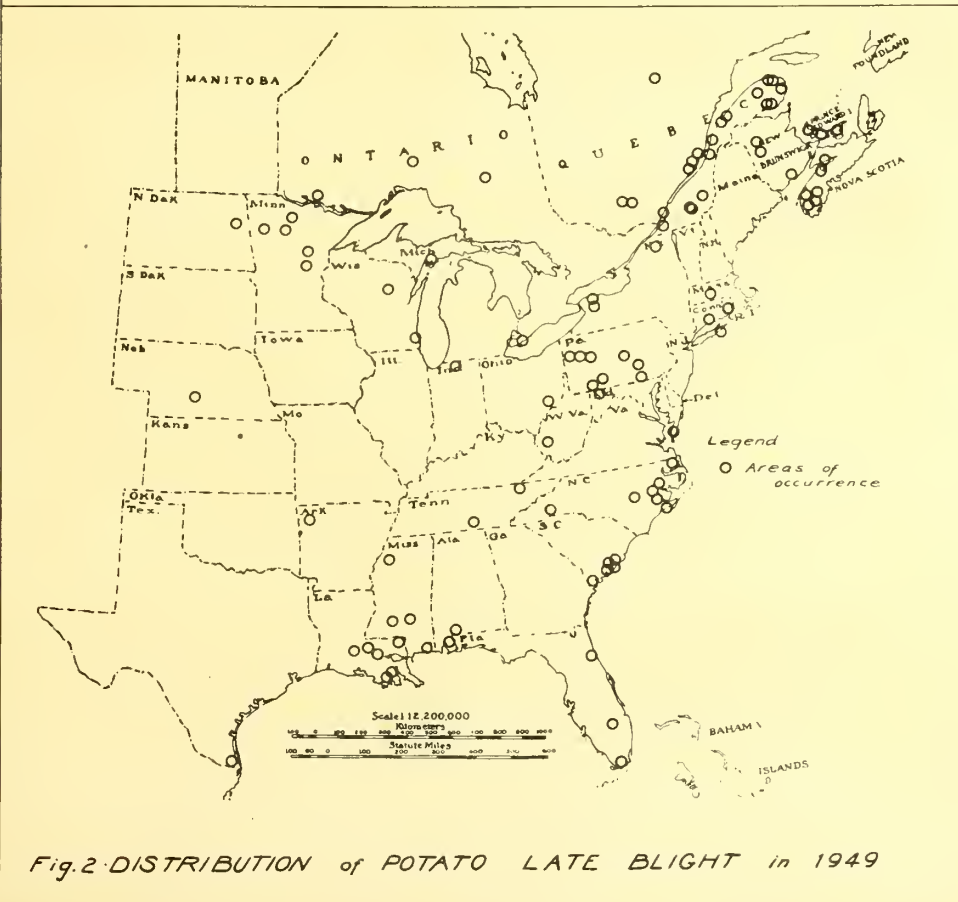 NEW
FOUNDLAND
MANITOBA
QUEBEC
ONTARIO
PRINCE
EDWARD I
NEW
BRUNSWICK
NOVA SCOTIA
Maine
N Dak
Minn
Mich
Wis
Vt
NH
S Dak
Mass
Conn
R I
Iowa
Neb
Ill
Ind
Ohio
Pa
NJ
Md
Del
W Va
Va
Mo
Kans
Ky
Legend
Areas of
occurrence
Okla
Tex.
Ark
Tenn
NC
SC
Miss
Ala
Ga
La
Fla
Scale 1 12,200,000
Kilometers
Statute Miles
BAHAMA
ISLANDS
Fig. 2 DISTRIBUTION of POTATO LATE BLIGHT in 1949